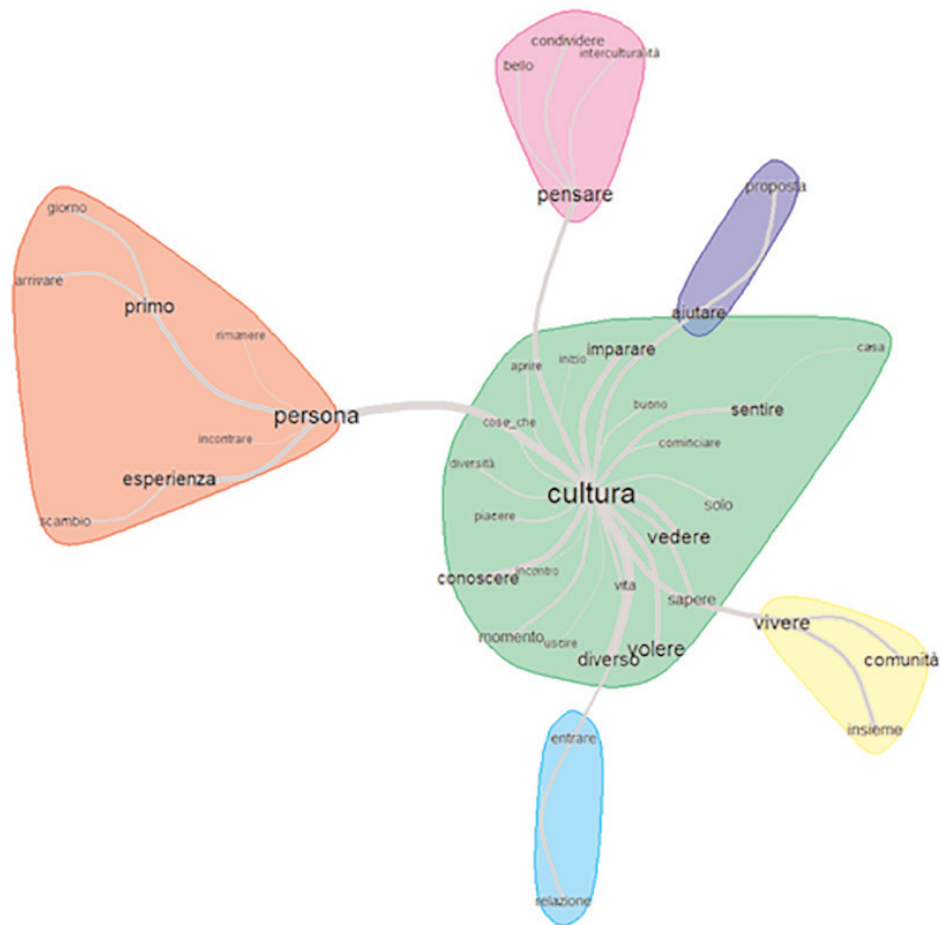 condividere
interculturalità
bello
pensare
proposta
giorno
arrivare
primo
ajutare
rimanere
imparare
inizio
casa
aprire
persona
buono
sentire
cose_che
incontrare
cominciare
diversità
esperienza
cultura
solo
scambio
piacere
vedere
conoscere
incontro
vita
sapere
momento
uscire
diverso
volere
vivere
comunità
insieme
entrare
relazione